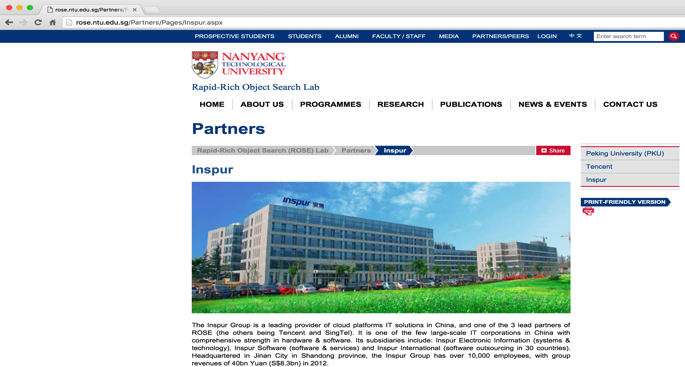 rose.ntu.edu.sg/Partners/P
rose.ntu.edu.sg/Partners/Pages/Inspur.aspx
PROSPECTIVE STUDENTS STUDENTS ALUMNI FACULTY / STAFF MEDIA PARTNERS/PEERS LOGIN 中文 Enter search term
NANYANG
TECHNOLOGICAL
UNIVERSITY
Rapid-Rich Object Search Lab
HOME ABOUT US PROGRAMMES RESEARCH PUBLICATIONS NEWS & EVENTS CONTACT US
Partners
Rapid-Rich Object Search (ROSE) Lab Partners Inspur Share
Peking University (PKU)
Tencent
Inspur
PRINT-FRIENDLY VERSION
Inspur
inspur 浪潮
The Inspur Group is a leading provider of cloud platforms IT solutions in China, and one of the 3 lead partners of
ROSE (the others being Tencent and SingTel). It is one of the few large-scale IT corporations in China with
comprehensive strength in hardware & software. Its subsidiaries include: Inspur Electronic Information (systems &
technology), Inspur Software (software & services) and Inspur International (software outsourcing in 30 countries).
Headquartered in Jinan City in Shandong province, the Inspur Group has over 10,000 employees, with group
revenues of 40bn Yuan (S$8.3bn) in 2012.